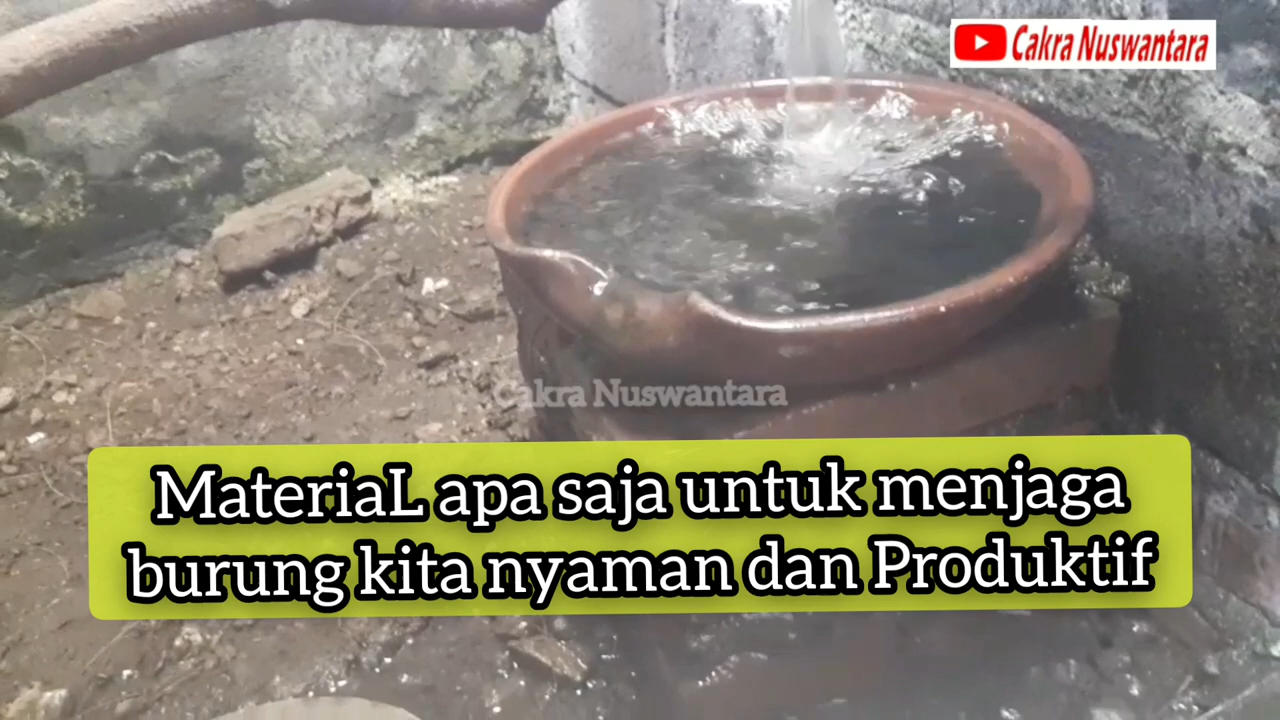 Cakra Nuswantara
Cakra Nuswantara
MateriaL apa saja untuk menjaga
burung kita nyaman dan Produktif